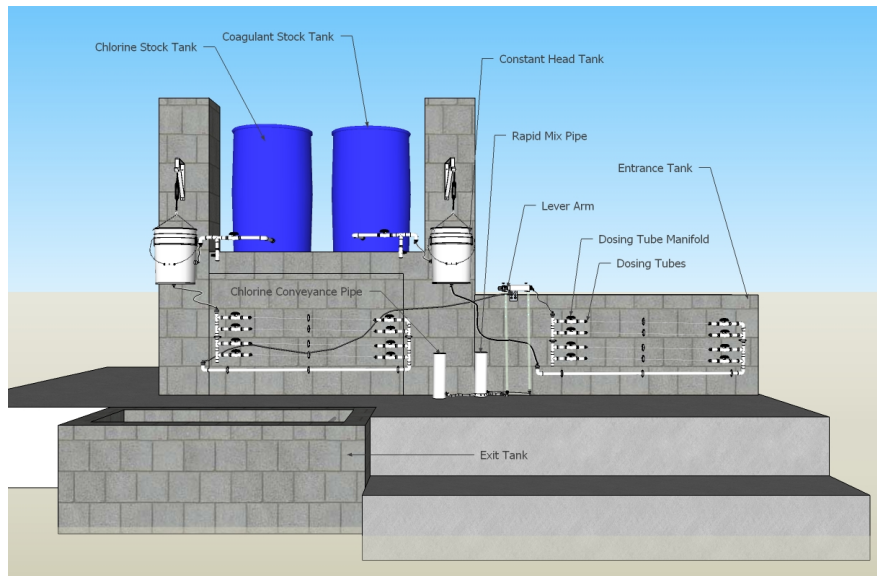 Coagulant Stock Tank
Chlorine Stock Tank
Constant Head Tank
Rapid Mix Pipe
Entrance Tank
Lever Arm
Dosing Tube Manifold
Dosing Tubes
Chlorine Conveyance Pipe
Exit Tank